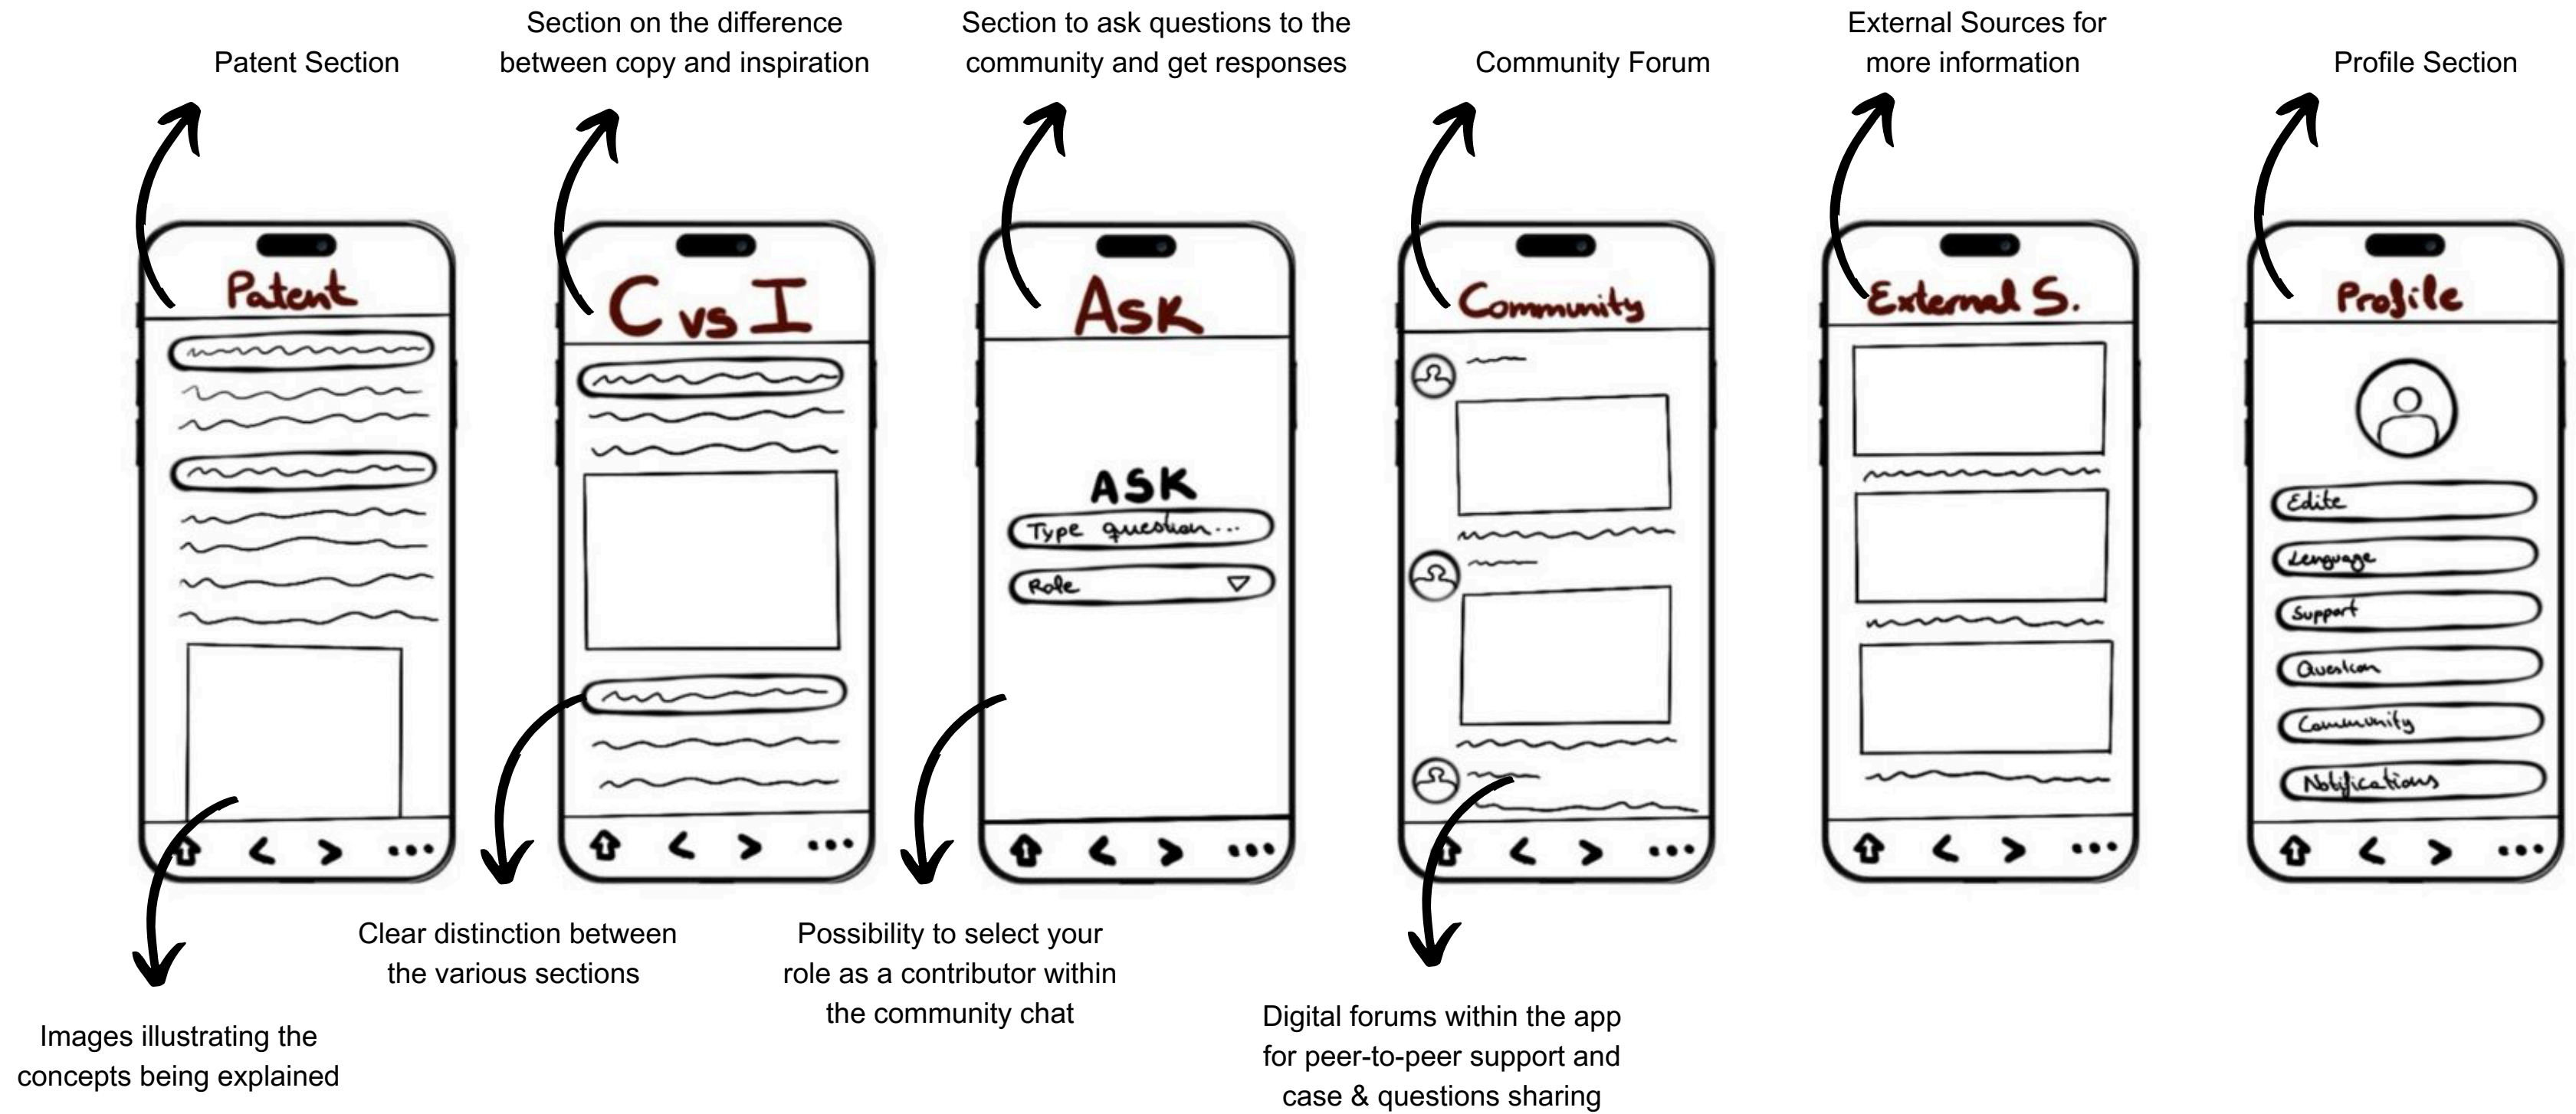 Patent Section
Section on the difference
between copy and inspiration
Section to ask questions to the
community and get responses
Community Forum
External Sources for
more information
Profile Section
Patent
C vs I
Ask
ASK
Type question...
Role
Community
External S.
Profile
Edite
Lenguage
Support
Question
Community
Notifications
Images illustrating the
concepts being explained
Clear distinction between
the various sections
Possibility to select your
role as a contributor within
the community chat
Digital forums within the app
for peer-to-peer support and
case & questions sharing